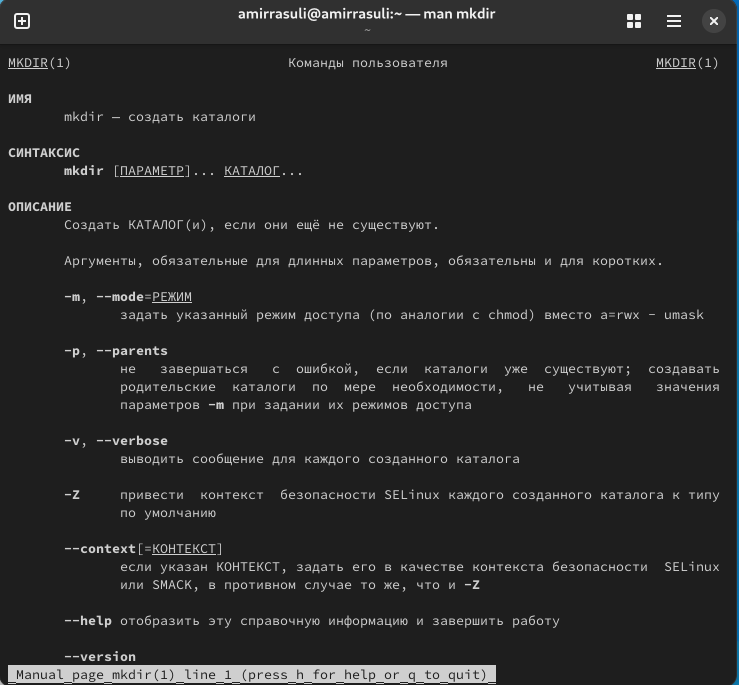 amirrasuli@amirrasuli:~ — man mkdir
~
MKDIR(1) Команды пользователя MKDIR(1)
ИМЯ
mkdir — создать каталоги
СИНТАКСИС
mkdir [ПАРАМЕТР]... КАТАЛОГ...
ОПИСАНИЕ
Создать КАТАЛОГ(и), если они ещё не существуют.
Аргументы, обязательные для длинных параметров, обязательны и для коротких.
-m, --mode=РЕЖИМ
задать указанный режим доступа (по аналогии с chmod) вместо a=rwx - umask
-p, --parents
не завершаться с ошибкой, если каталоги уже существуют; создавать
родительские каталоги по мере необходимости, не учитывая значения
параметров -m при задании их режимов доступа
-v, --verbose
выводить сообщение для каждого созданного каталога
-Z привести контекст безопасности SELinux каждого созданного каталога к типу
по умолчанию
--context[=КОНТЕКСТ]
если указан КОНТЕКСТ, задать его в качестве контекста безопасности SELinux
или SMACK, в противном случае то же, что и -Z
--help отобразить эту справочную информацию и завершить работу
--version
Manual page mkdir(1) line 1 (press h for help or q to quit)